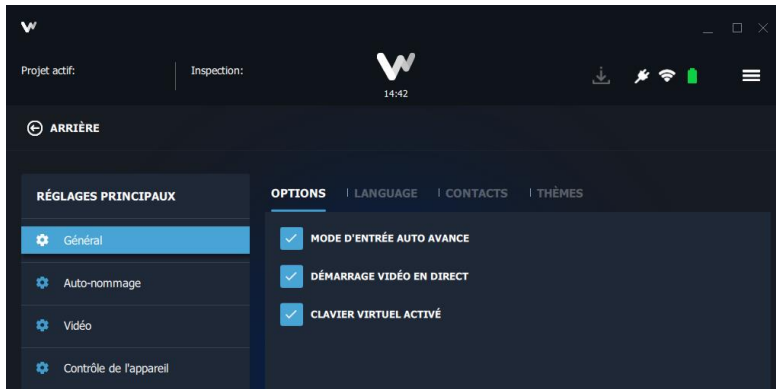 Projet actif:
Inspection:
14:42
ARRIÈRE
RÉGLAGES PRINCIPAUX
Général
Auto-nommage
Vidéo
Contrôle de l'appareil
OPTIONS LANGUAGE CONTACTS THÈMES
MODE D'ENTRÉE AUTO AVANCE
DÉMARRAGE VIDÉO EN DIRECT
CLAVIER VIRTUEL ACTIVÉ